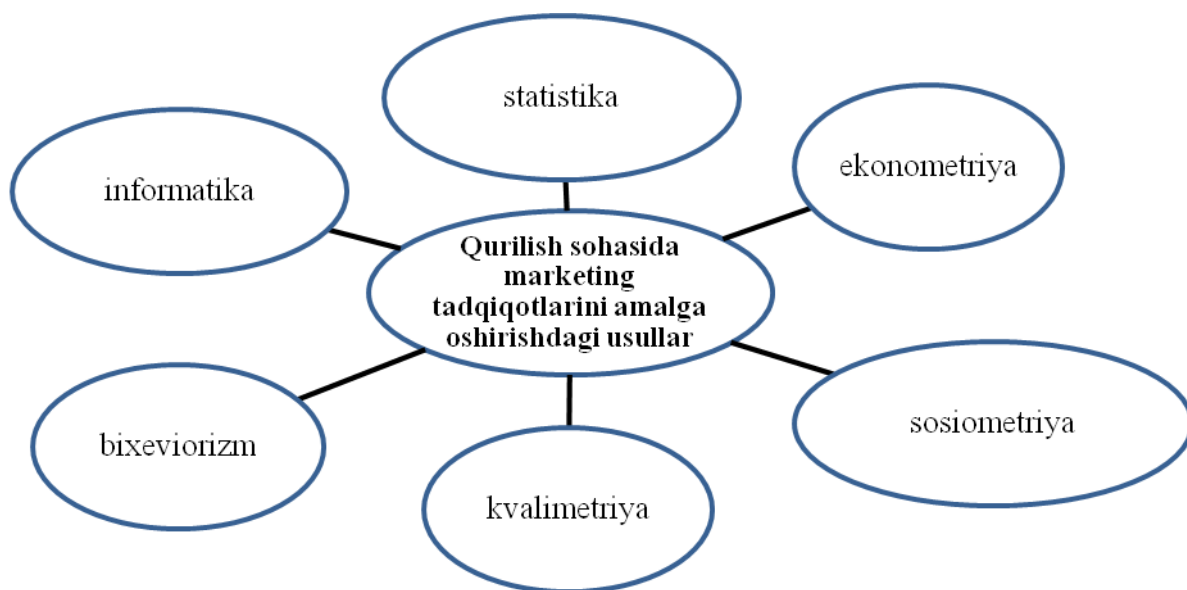 statistika
informatika
ekonometriya
Qurilish sohasida
marketing
tadqiqotlarini amalga
oshirishdagi usullar
bixeviorizm
sosiometriya
kvalimetriya